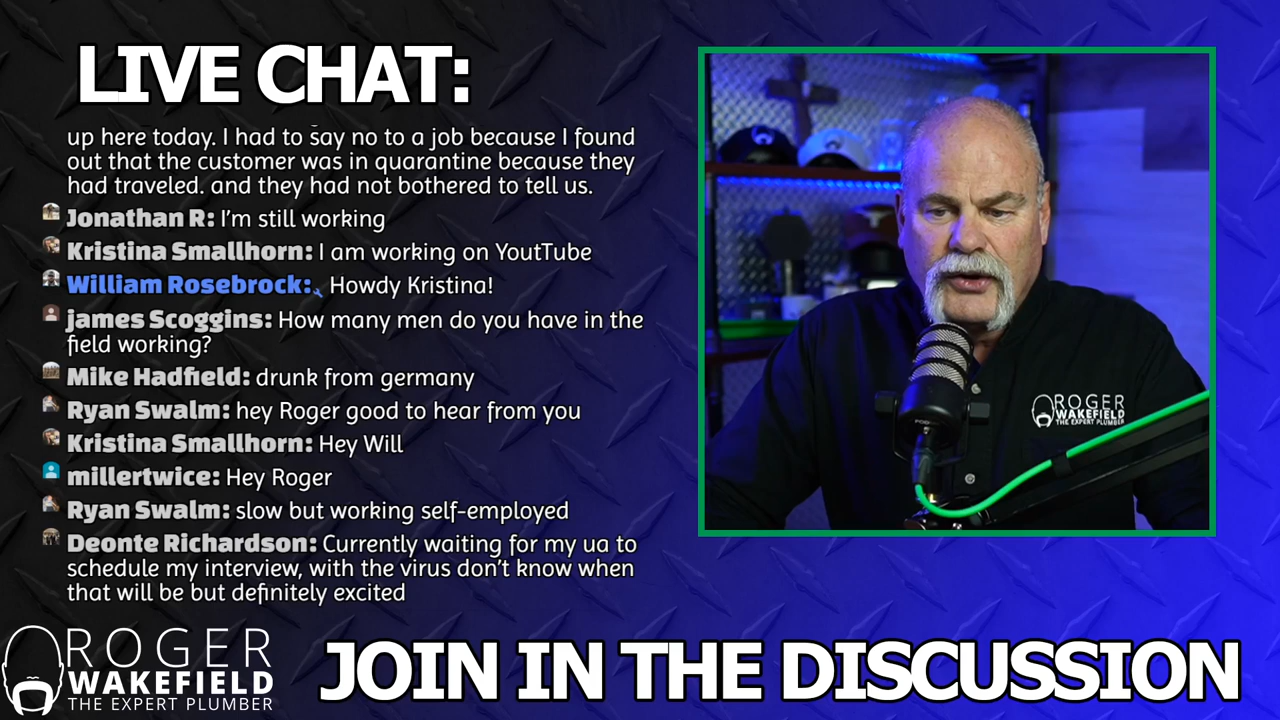 LIVE CHAT:
up here today. I had to say no to a job because I found
out that the customer was in quarantine because they
had traveled. and they had not bothered to tell us.
Jonathan R: I'm still working
Kristina Smallhorn: I am working on YoutTube
William Rosebrock: Howdy Kristina!
james Scoggins: How many men do you have in the
field working?
Mike Hadfield: drunk from germany
Ryan Swalm: hey Roger good to hear from you
Kristina Smallhorn: Hey Will
millertwice: Hey Roger
Ryan Swalm: slow but working self-employed
Deonte Richardson: Currently waiting for my ua to
schedule my interview, with the virus don't know when
that will be but definitely excited
ROGER
WAKEFIELD
THE EXPERT PLUMBER
ROGER
WAKEFIELD
THE EXPERT PLUMBER
JOIN IN THE DISCUSSION